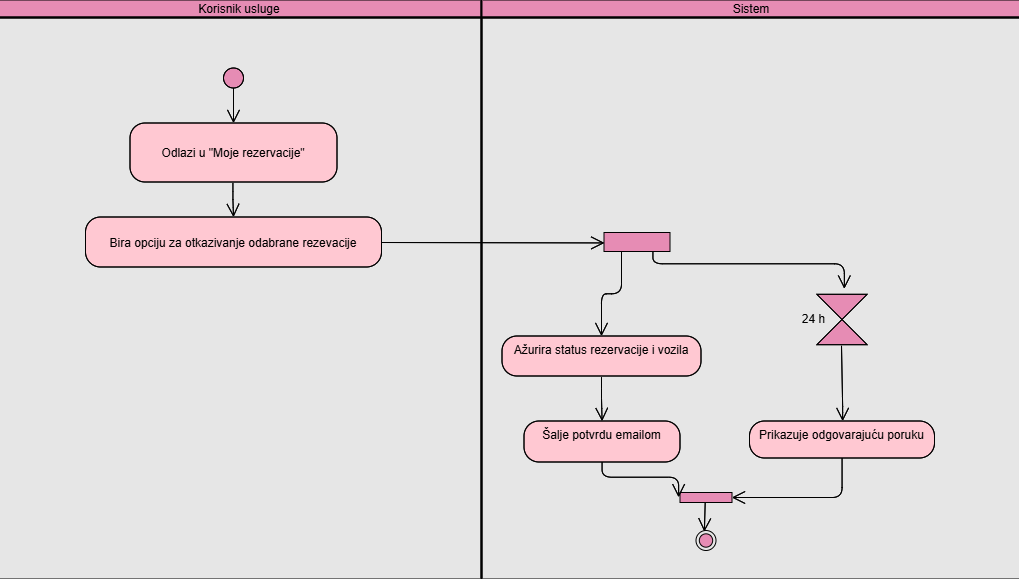 Korisnik usluge
Sistem
Odlazi u "Moje rezervacije"
Bira opciju za otkazivanje odabrane rezevacije
24 h
Ažurira status rezervacije i vozila
Šalje potvrdu emailom
Prikazuje odgovarajuću poruku